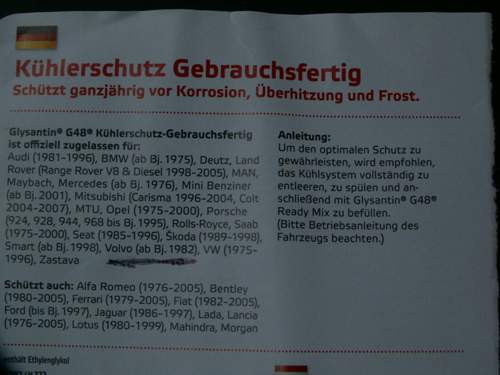 Kühlerschutz Gebrauchsfertig
Schützt ganzjährig vor Korrosion, Überhitzung und Frost.
Glysantin® G48® Kühlerschutz-Gebrauchsfertig
ist offiziell zugelassen für:
Audi (1981-1996), BMW (ab Bj. 1975), Deutz, Land
Rover (Range Rover V8 & Diesel 1998-2005), MAN,
Maybach, Mercedes (ab Bj. 1976), Mini Benziner
(ab Bj. 2001), Mitsubishi (Carisma 1996-2004, Colt
2004-2007), MTU, Opel (1975-2000), Porsche
(924, 928, 944, 968 bis Bj. 1995), Rolls-Royce, Saab
(1975-2000), Seat (1985-1996), Škoda (1989-1998),
Smart (ab Bj. 1998), Volvo (ab Bj. 1982), VW (1975-
1996), Zastava
Schützt auch: Alfa Romeo (1976-2005), Bentley
(1980-2005), Ferrari (1979-2005), Fiat (1982-2005),
Ford (bis Bj. 1997), Jaguar (1986-1997), Lada, Lancia
(1976-2005), Lotus (1980-1999), Mahindra, Morgan
enthält Ethylenglykol
Anleitung:
Um den optimalen Schutz zu
gewährleisten, wird empfohlen,
das Kühlsystem vollständig zu
entleeren, zu spülen und an-
schließend mit Glysantin® G48®
Ready Mix zu befüllen.
(Bitte Betriebsanleitung des
Fahrzeugs beachten.)